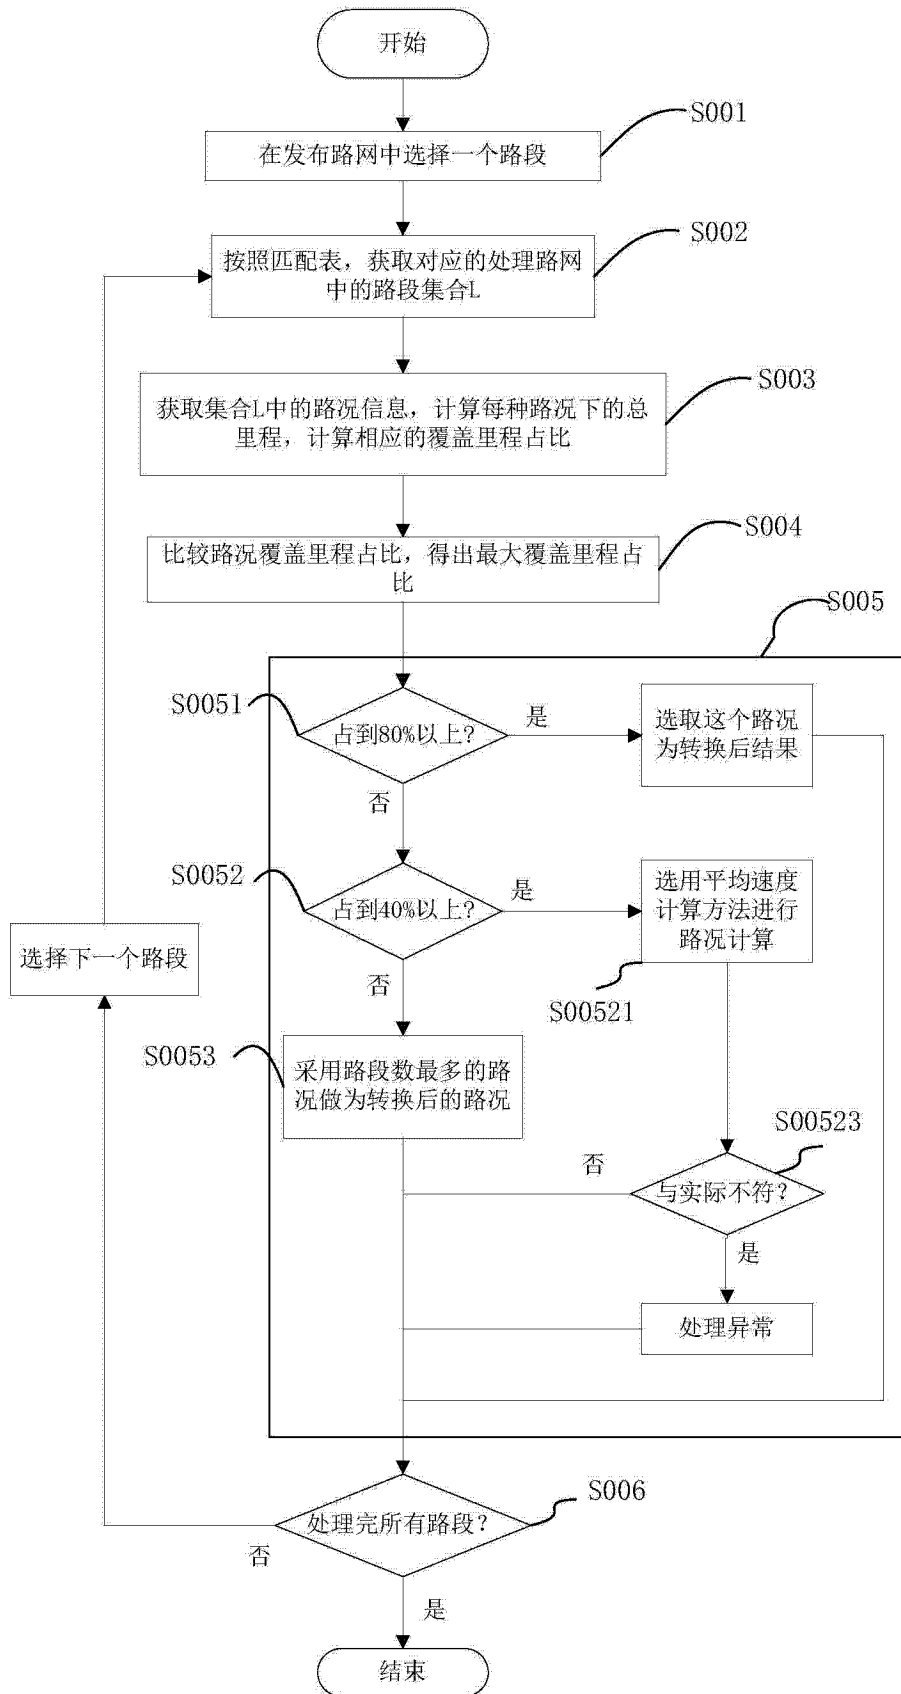 开始
S001
在发布路网中选择一个路段
S002
按照匹配表，获取对应的处理路网
中的路段集合L
S003
获取集合L中的路况信息，计算每种路况下的总
里程，计算相应的覆盖里程占比
S004
比较路况覆盖里程占比，得出最大覆盖里程占
比
S005
S0051
占到80%以上？
是
选取这个路况
为转换后结果
否
S0052
占到40%以上？
是
选用平均速度
计算方法进行
路况计算
S00521
选择下一个路段
否
S0053
采用路段数最多的路
况做为转换后的路况
S00523
否
与实际不符？
是
处理异常
S006
处理完所有路段？
否
是
结束